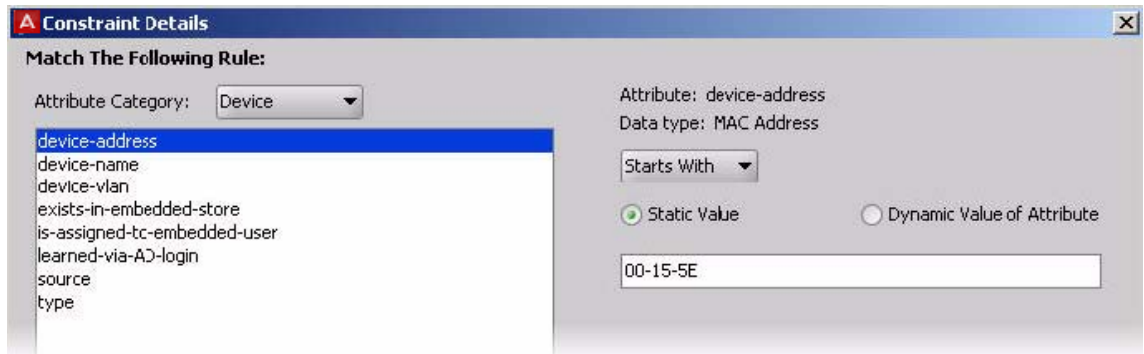 Constraint Details
Match The Following Rule:
Attribute Category: Device
device-address
device-name
device-vlan
exists-in-embedded-store
is-assigned-to-embedded-user
learned-via-AD-login
source
type
Attribute: device-address
Data type: MAC Address
Starts With
Static Value
Dynamic Value of Attribute
00-15-5E